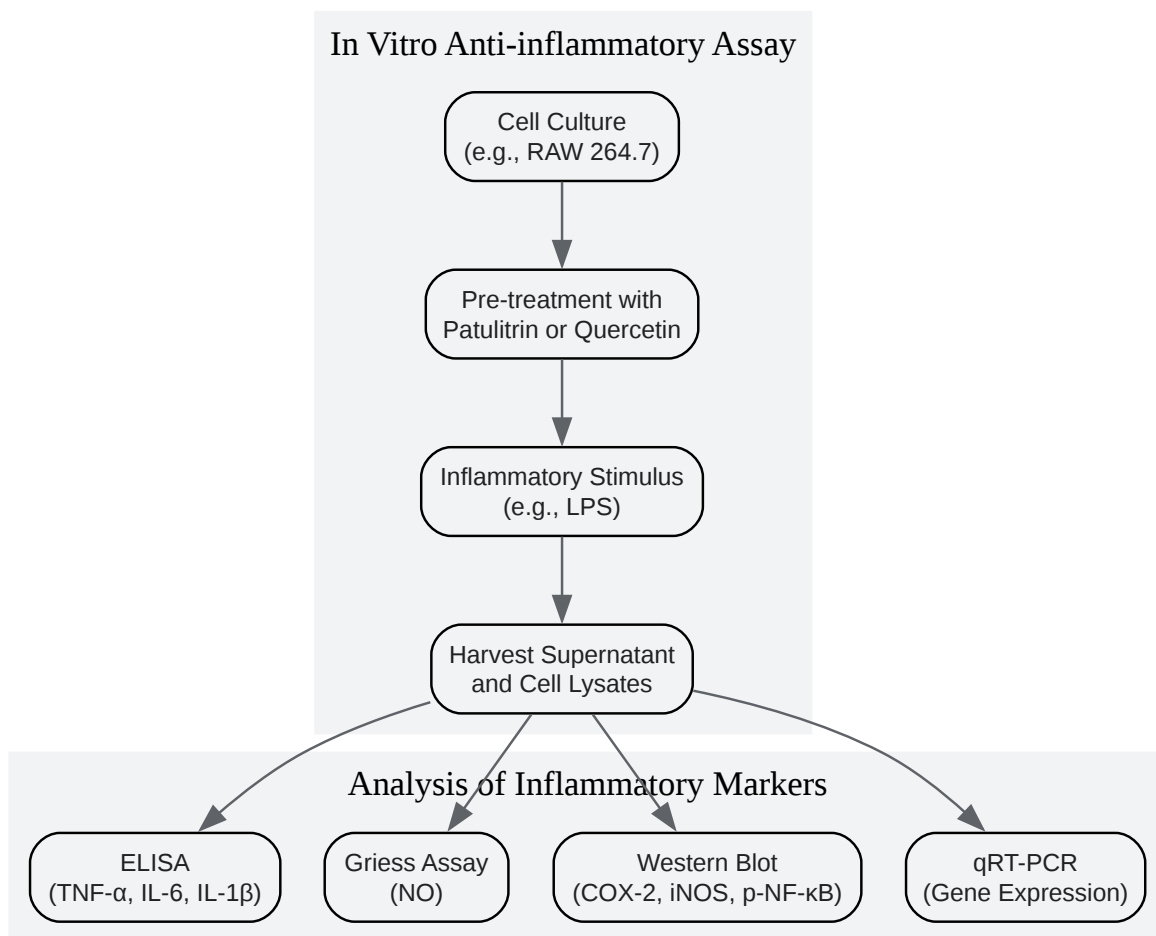 In Vitro Anti-inflammatory Assay
Cell Culture
(e.g., RAW 264.7)
Pre-treatment with
Patulitrin or Quercetin
Inflammatory Stimulus
(e.g., LPS)
Harvest Supernatant
and Cell Lysates
Analysis of Inflammatory Markers
ELISA
(TNF-α, IL-6, IL-1β)
Griess Assay
(NO)
Western Blot
(COX-2, iNOS, p-NF-κB)
qRT-PCR
(Gene Expression)